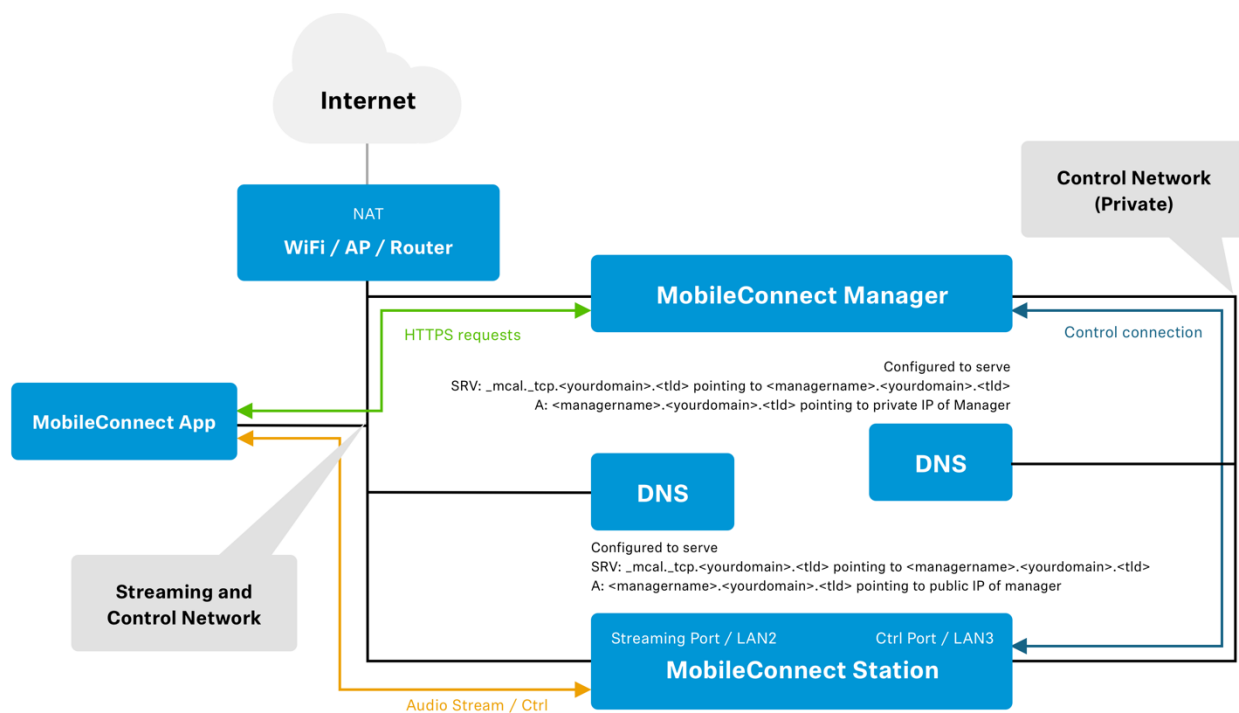 Internet
NAT
WiFi / AP / Router
Control Network
(Private)
MobileConnect Manager
HTTPS requests
Control connection
Configured to serve
SRV: _mcal._tcp.<yourdomain>.<tld> pointing to <managername>.<yourdomain>.<tld>
A: <managername>.<yourdomain>.<tld> pointing to private IP of Manager
MobileConnect App
DNS
DNS
Configured to serve
SRV: _mcal._tcp.<yourdomain>.<tld> pointing to <managername>.<yourdomain>.<tld>
A: <managername>.<yourdomain>.<tld> pointing to public IP of manager
Streaming and
Control Network
Streaming Port / LAN2
Ctrl Port / LAN3
MobileConnect Station
Audio Stream / Ctrl